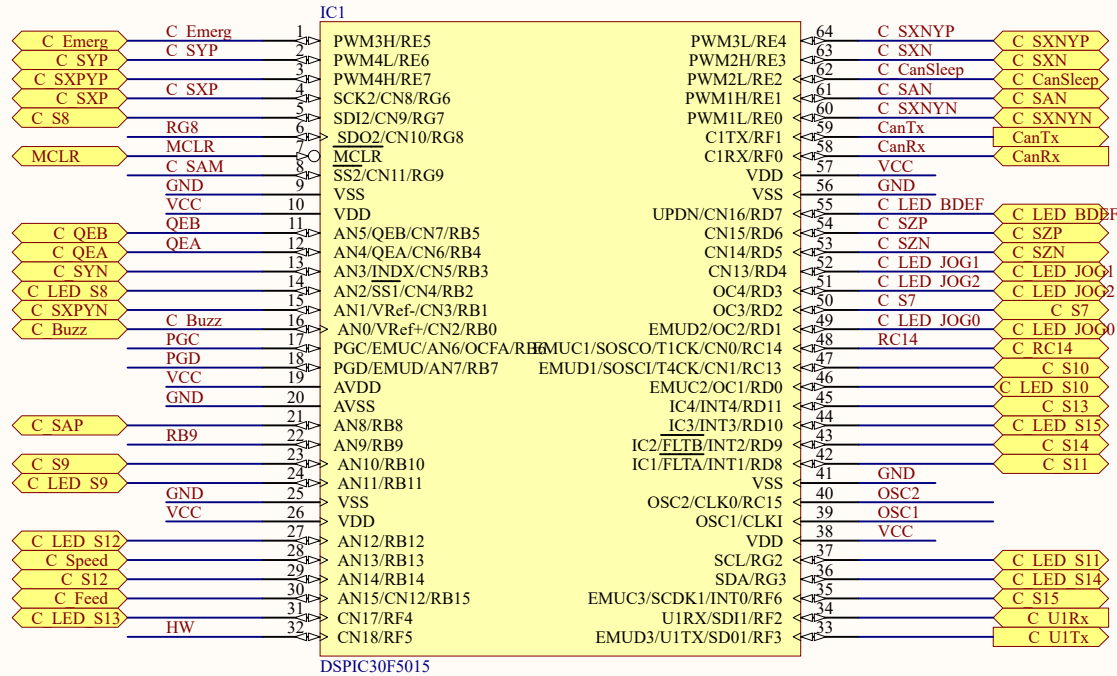 IC1
C_Emerg C_Emerg 1 PWM3H/RE5 PWM3L/RE4 64 C_SXNYP C_SXNYP
C_SYP C_SYP 2 PWM4L/RE6 PWM2H/RE3 63 C_SXN C_SXN
C_SXPYP 3 PWM4H/RE7 PWM2L/RE2 62 C_CanSleep C_CanSleep
C_SXP C_SXP 4 SCK2/CN8/RG6 PWM1H/RE1 61 C_SAN C_SAN
C_S8 5 SDI2/CN9/RG7 PWM1L/RE0 60 C_SXNYN C_SXNYN
RG8 6 SDO2/CN10/RG8 C1TX/RF1 59 CanTx CanTx
MCLR MCLR 7 MCLR C1RX/RF0 58 CanRx CanRx
C_SAM 8 SS2/CN11/RG9 VDD 57 VCC
GND 9 VSS VSS 56 GND
VCC 10 VDD UPDN/CN16/RD7 55 C_LED_BDEF C_LED_BDEF
C_QEB QEB 11 AN5/QEB/CN7/RB5 CN15/RD6 54 C_SZP C_SZP
C_QEA QEA 12 AN4/QEA/CN6/RB4 CN14/RD5 53 C_SZN C_SZN
C_SYN 13 AN3/INDX/CN5/RB3 CN13/RD4 52 C_LED_JOG1 C_LED_JOG1
C_LED_S8 14 AN2/SS1/CN4/RB2 OC4/RD3 51 C_LED_JOG2 C_LED_JOG2
C_SXPYN 15 AN1/VRef-/CN3/RB1 OC3/RD2 50 C_S7 C_S7
C_Buzz C_Buzz 16 AN0/VRef+/CN2/RB0 EMUD2/OC2/RD1 49 C_LED_JOG0 C_LED_JOG0
PGC 17 PGC/EMUC/AN6/OCFA/RB6 EMUC1/SOSCO/T1CK/CN0/RC14 48 RC14 C_RC14
PGD 18 PGD/EMUD/AN7/RB7 EMUD1/SOSCI/T4CK/CN1/RC13 47 C_S10
VCC 19 AVDD EMUC2/OC1/RD0 46 C_LED_S10
GND 20 AVSS IC4/INT4/RD11 45 C_S13
C_SAP 21 AN8/RB8 IC3/INT3/RD10 44 C_LED_S15
RB9 22 AN9/RB9 IC2/FLTB/INT2/RD9 43 C_S14
C_S9 23 AN10/RB10 IC1/FLTA/INT1/RD8 42 C_S11
C_LED_S9 24 AN11/RB11 VSS 41 GND
GND 25 VSS OSC2/CLK0/RC15 40 OSC2
VCC 26 VDD OSC1/CLKI 39 OSC1
C_LED_S12 27 AN12/RB12 VDD 38 VCC
C_Speed 28 AN13/RB13 SCL/RG2 37 C_LED_S11
C_S12 29 AN14/RB14 SDA/RG3 36 C_LED_S14
C_Feed 30 AN15/CN12/RB15 EMUC3/SCDK1/INT0/RF6 35 C_S15
C_LED_S13 31 CN17/RF4 U1RX/SDI1/RF2 34 C_U1Rx
HW 32 CN18/RF5 EMUD3/U1TX/SD01/RF3 33 C_U1Tx
DSPIC30F5015